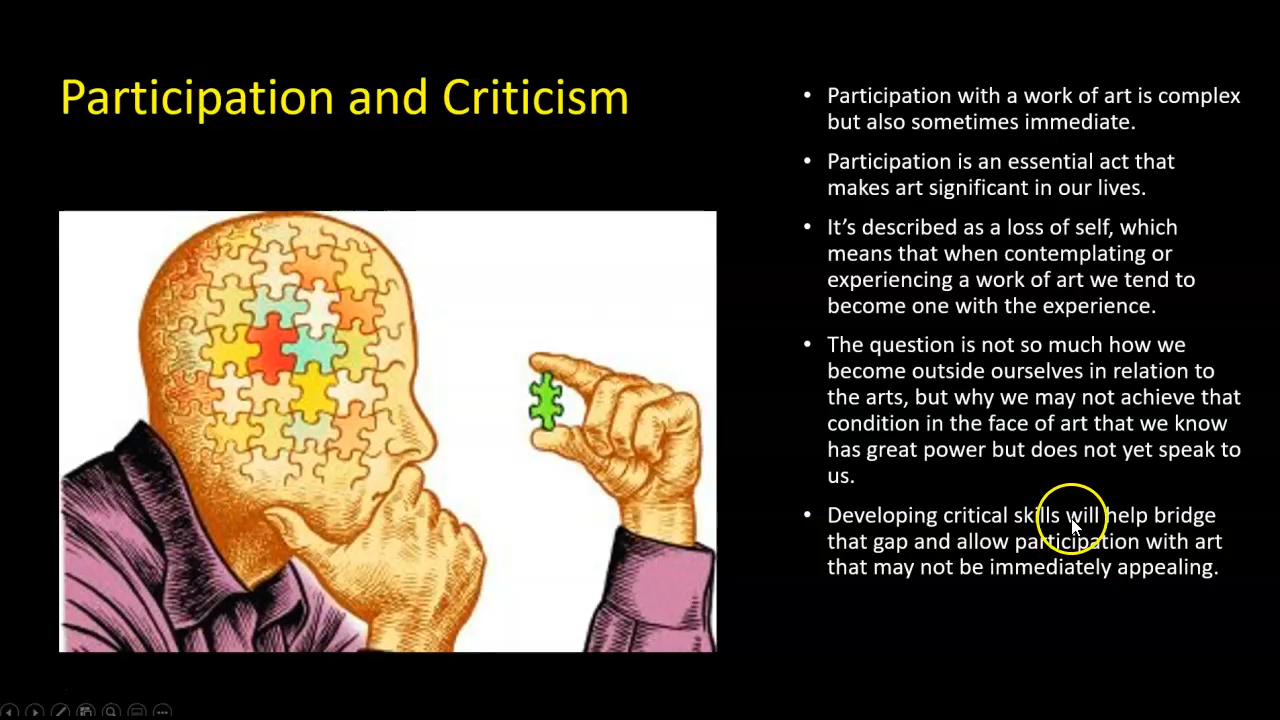 Participation and Criticism
• Participation with a work of art is complex
but also sometimes immediate.
• Participation is an essential act that
makes art significant in our lives.
• It’s described as a loss of self, which
means that when contemplating or
experiencing a work of art we tend to
become one with the experience.
• The question is not so much how we
become outside ourselves in relation to
the arts, but why we may not achieve that
condition in the face of art that we know
has great power but does not yet speak to
us.
• Developing critical skills will help bridge
that gap and allow participation with art
that may not be immediately appealing.